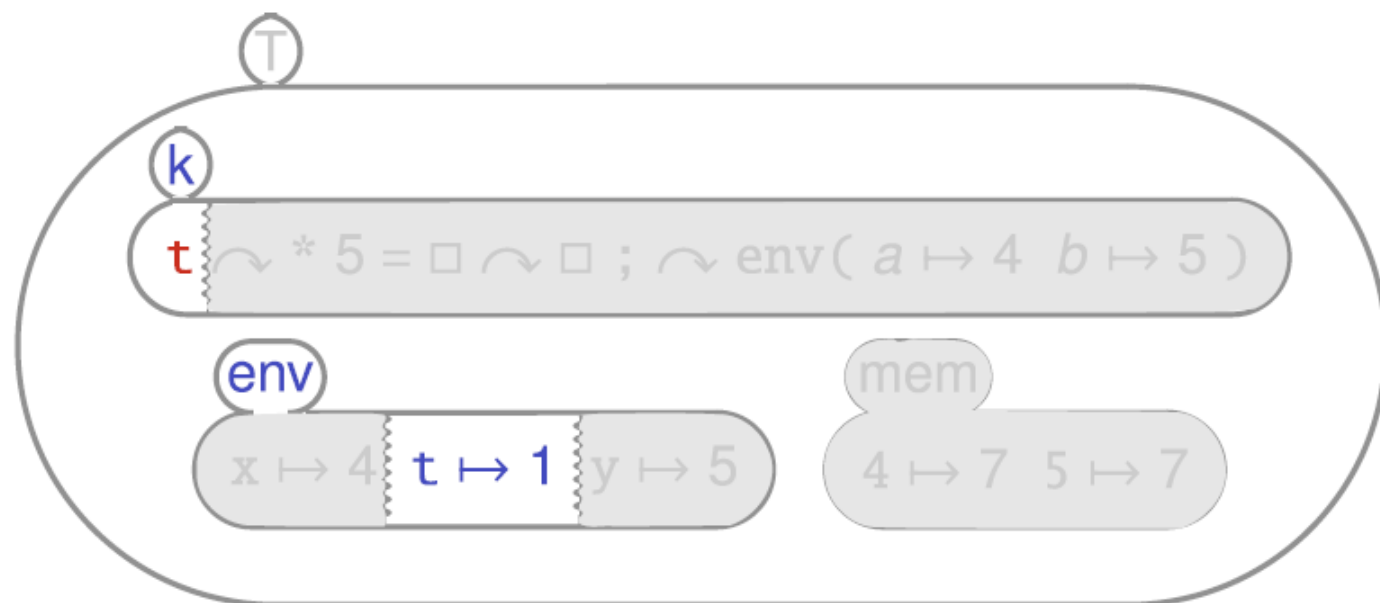 T
k
t ↷ * 5 = □ ↷ □ ; ↷ env( a ↦ 4 b ↦ 5 )
env mem
x ↦ 4 t ↦ 1 y ↦ 5 4 ↦ 7 5 ↦ 7